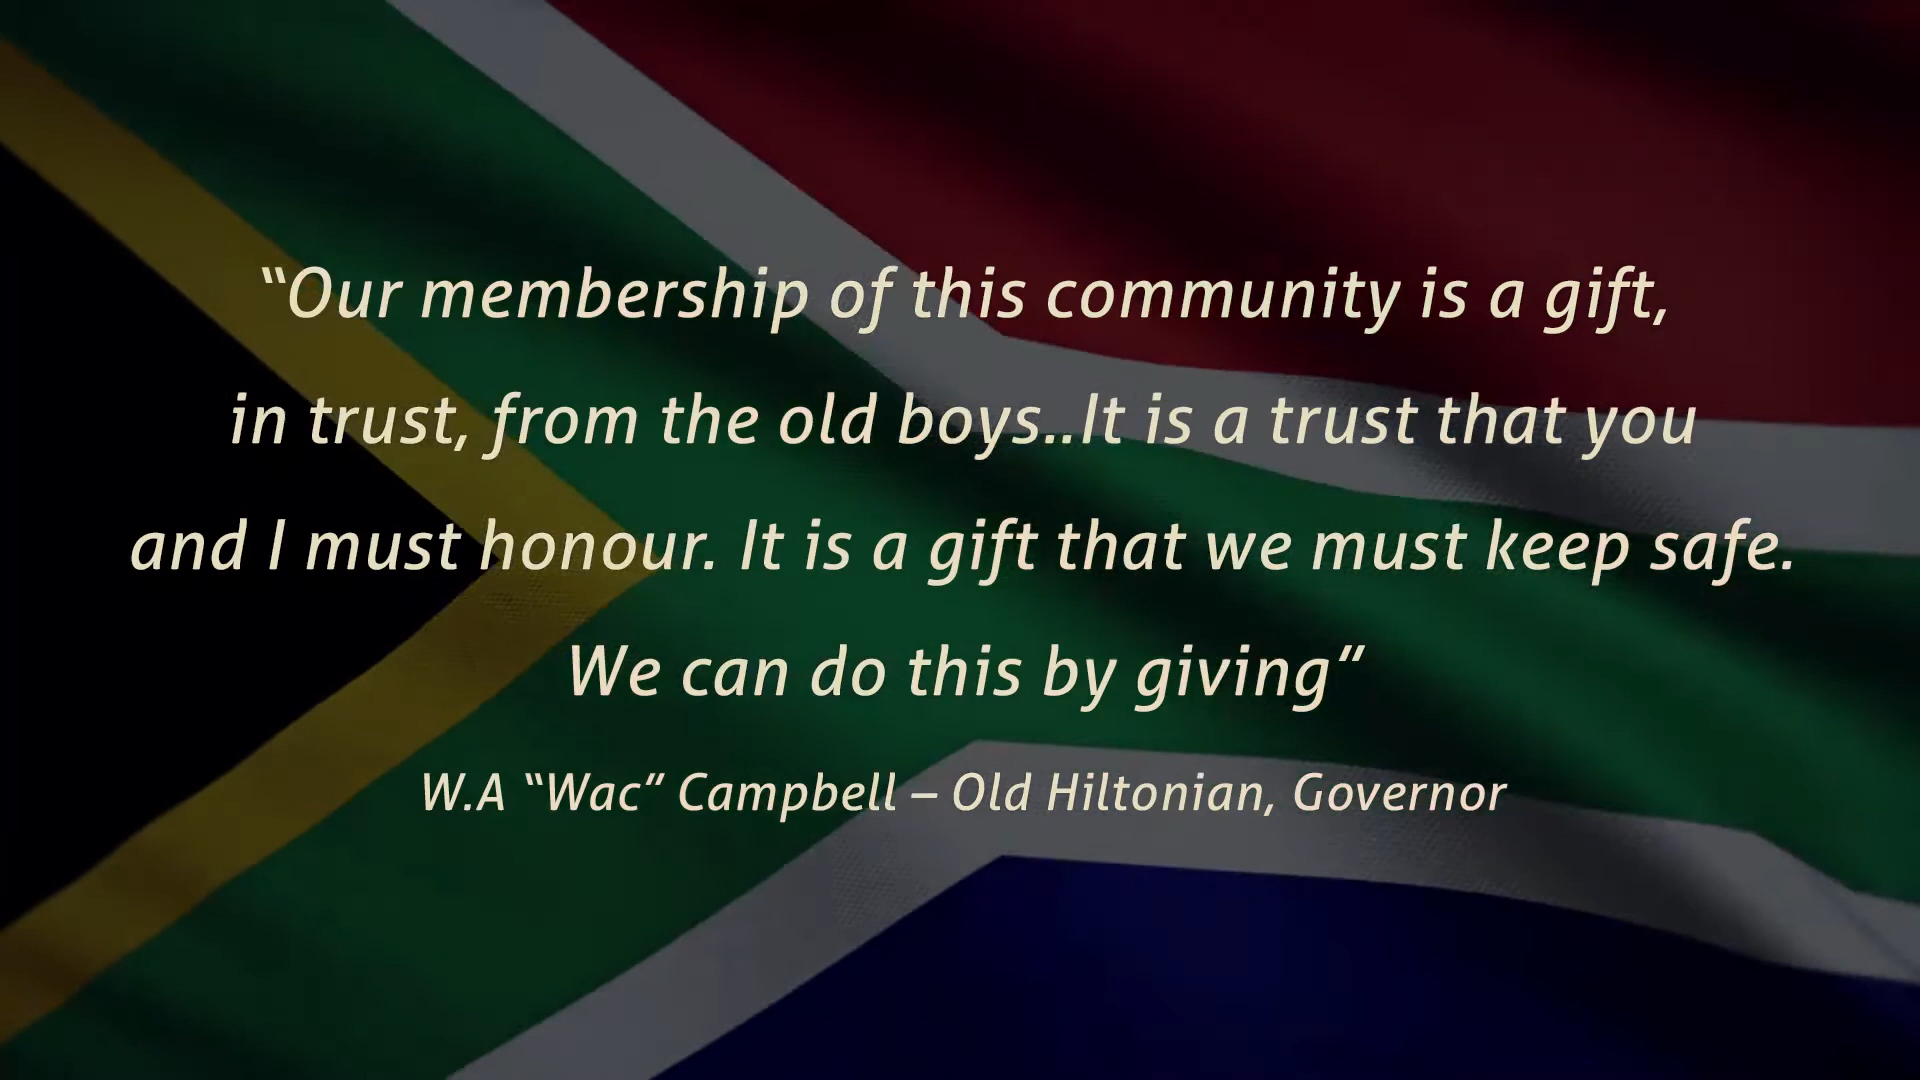 “Our membership of this community is a gift,
in trust, from the old boys..It is a trust that you
and I must honour. It is a gift that we must keep safe.
We can do this by giving”
W.A “Wac” Campbell – Old Hiltonian, Governor